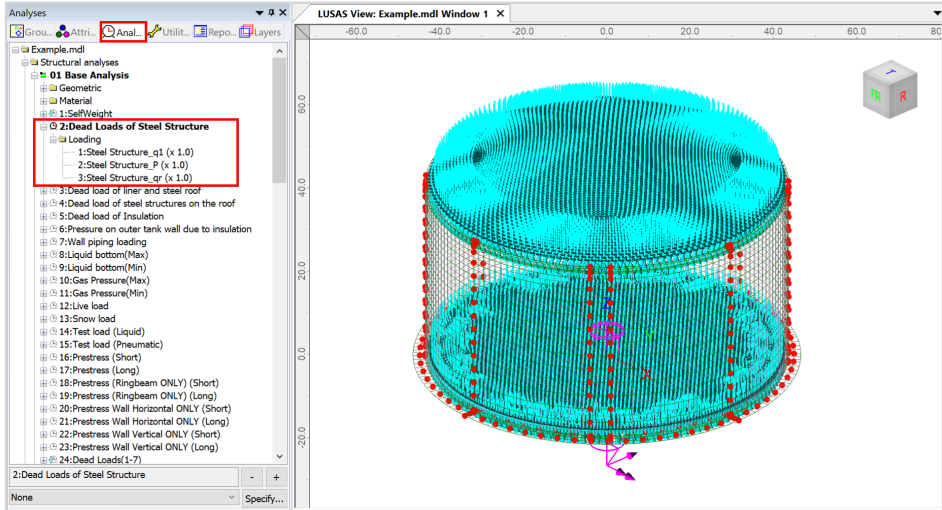 Analyses
LUSAS View: Example.mdl Window 1
Grou... Attri... Anal... Utilit... Repo... Layers
Example.mdl
Structural analyses
01 Base Analysis
Geometric
Material
1:SelfWeight
2:Dead Loads of Steel Structure
Loading
1:Steel Structure_q1 (x 1.0)
2:Steel Structure_P (x 1.0)
3:Steel Structure_qr (x 1.0)
3:Dead load of liner and steel roof
4:Dead load of steel structures on the roof
5:Dead load of Insulation
6:Pressure on outer tank wall due to insulation
7:Wall piping loading
8:Liquid bottom(Max)
9:Liquid bottom(Min)
10:Gas Pressure(Max)
11:Gas Pressure(Min)
12:Live load
13:Snow load
14:Test load (Liquid)
15:Test load (Pneumatic)
16:Prestress (Short)
17:Prestress (Long)
18:Prestress (Ringbeam ONLY) (Short)
19:Prestress (Ringbeam ONLY) (Long)
20:Prestress Wall Horizontal ONLY (Short)
21:Prestress Wall Horizontal ONLY (Long)
22:Prestress Wall Vertical ONLY (Short)
23:Prestress Wall Vertical ONLY (Long)
24:Dead Loads(1-7)
2:Dead Loads of Steel Structure - +
None Specify...
-60.0 -40.0 -20.0 0.0 20.0 40.0 60.0 80
60.0
40.0
20.0
0.0
-20.0
Z
Y
X
R